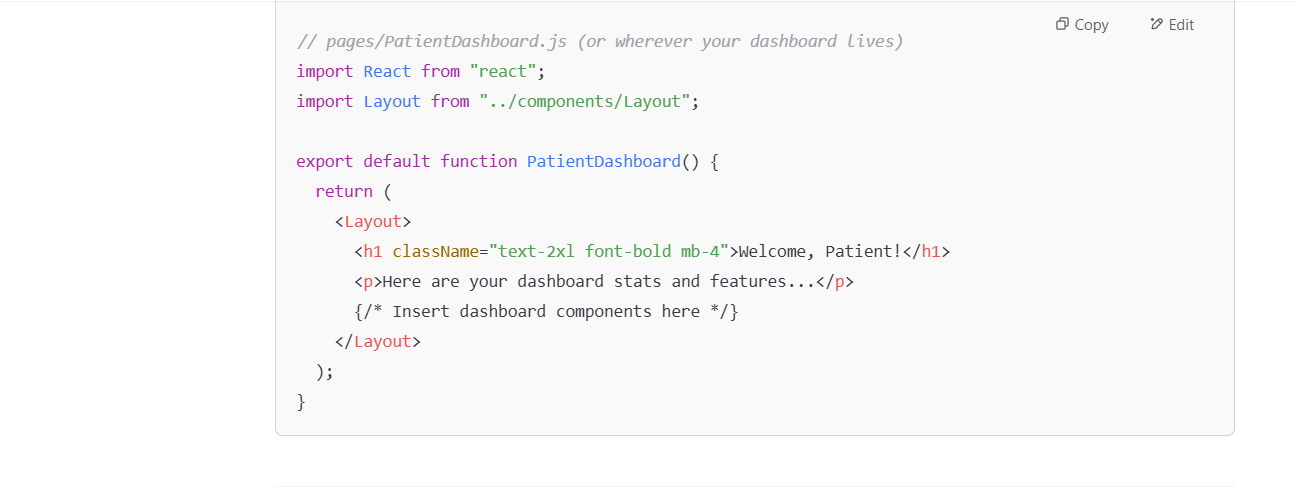 Copy Edit
// pages/PatientDashboard.js (or wherever your dashboard lives)
import React from "react";
import Layout from "../components/Layout";
export default function PatientDashboard() {
  return (
    <Layout>
      <h1 className="text-2xl font-bold mb-4">Welcome, Patient!</h1>
      <p>Here are your dashboard stats and features...</p>
      {/* Insert dashboard components here */}
    </Layout>
  );
}